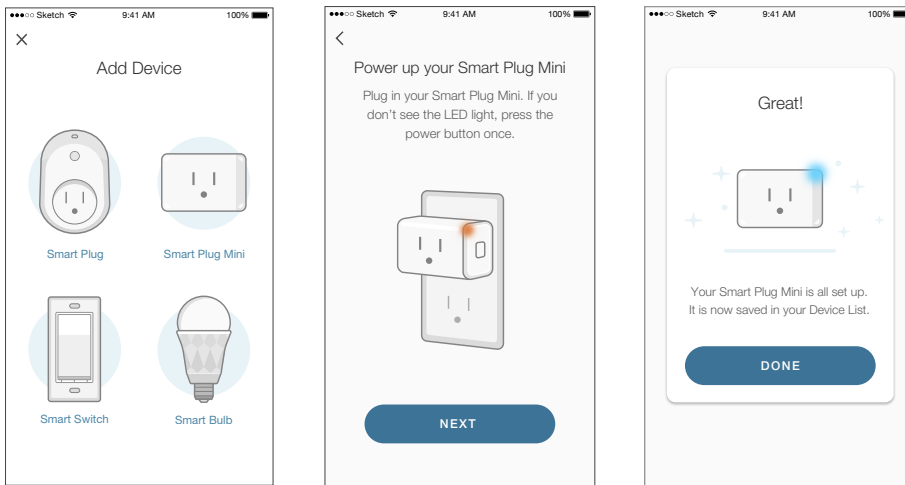 ●●●○○ Sketch 9:41 AM 100%
Add Device
Smart Plug
Smart Plug Mini
Smart Switch
Smart Bulb
●●●○○ Sketch 9:41 AM 100%
Power up your Smart Plug Mini
Plug in your Smart Plug Mini. If you
don’t see the LED light, press the
power button once.
NEXT
●●●○○ Sketch 9:41 AM 100%
Great!
Your Smart Plug Mini is all set up.
It is now saved in your Device List.
DONE